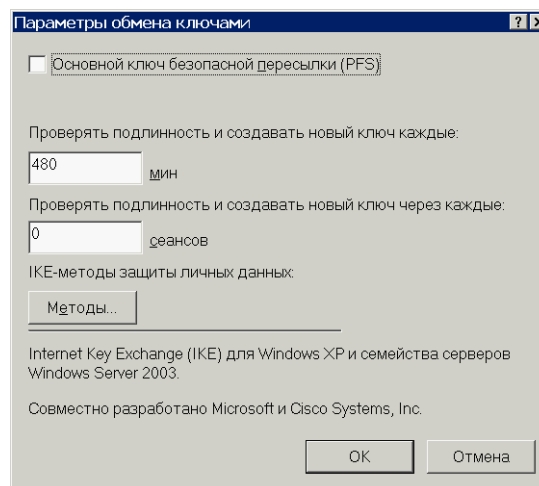 Параметры обмена ключами
Основной ключ безопасной пересылки (PFS)
Проверять подлинность и создавать новый ключ каждые:
480
мин
Проверять подлинность и создавать новый ключ через каждые:
0
сеансов
IKE-методы защиты личных данных:
Методы...
Internet Key Exchange (IKE) для Windows XP и семейства серверов
Windows Server 2003.
Совместно разработано Microsoft и Cisco Systems, Inc.
OK
Отмена